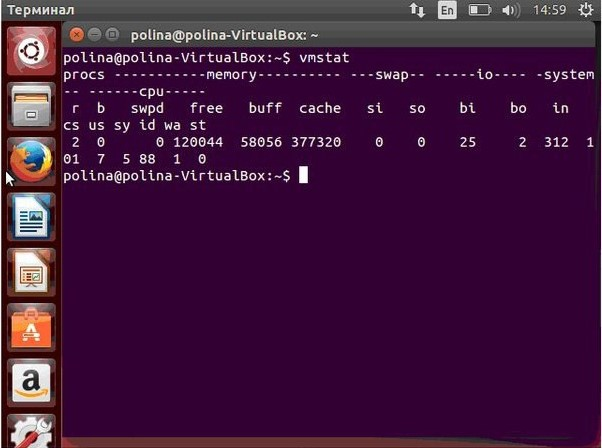 Терминал En 14:59
polina@polina-VirtualBox: ~
polina@polina-VirtualBox:~$ vmstat
procs -----------memory---------- ---swap-- -----io---- -system
-- ------cpu-----
 r  b   swpd   free   buff  cache   si   so    bi    bo   in
cs us sy id wa st
 2  0      0 120044  58056 377320    0    0    25     2  312  1
01  7  5 88  1  0
polina@polina-VirtualBox:~$